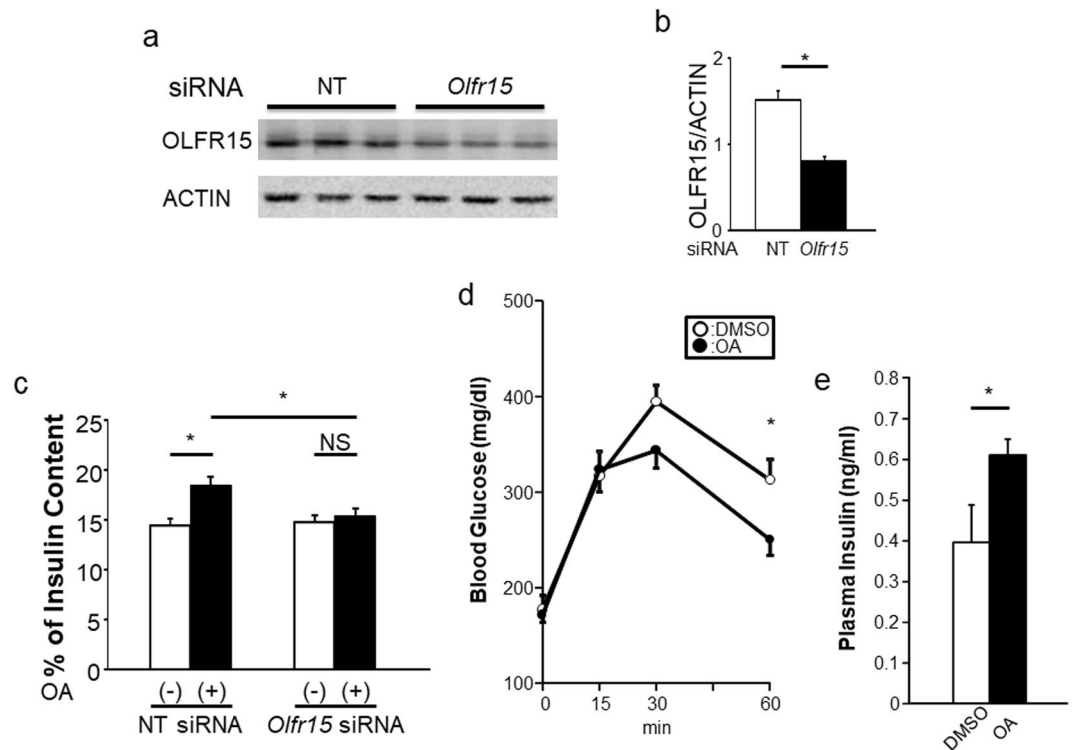 a
siRNA NT Olfr15
OLFR15
ACTIN
b
2
*
1
0
OLFR15/ACTIN
siRNA NT Olfr15
c
25
20
15
10
5
0
% of Insulin Content
*
*
NS
OA (-) (+) (-) (+)
NT siRNA Olfr15 siRNA
d
500
400
300
200
100
Blood Glucose (mg/dl)
:DMSO
:OA
*
0 15 30 60
min
e
0.8
0.7
0.6
0.5
0.4
0.3
0.2
0.1
0
Plasma Insulin (ng/ml)
*
DMSO
OA